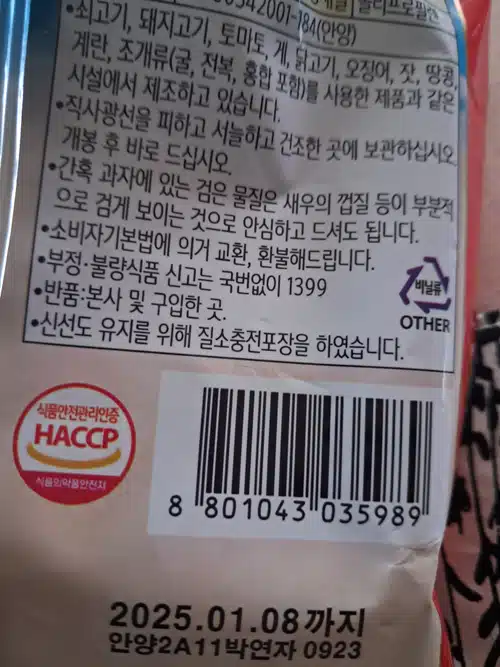 2001-184(안양)
•쇠고기, 돼지고기, 토마토, 게, 닭고기, 오징어, 잣, 땅콩,
계란, 조개류(굴, 전복, 홍합 포함)를 사용한 제품과 같은
시설에서 제조하고 있습니다.
•직사광선을 피하고 서늘하고 건조한 곳에 보관하십시오.
개봉 후 바로 드십시오.
•간혹 과자에 있는 검은 물질은 새우의 껍질 등이 부분적
으로 검게 보이는 것으로 안심하고 드셔도 됩니다.
•소비자기본법에 의거 교환, 환불해드립니다.
•부정·불량식품 신고는 국번없이 1399
•반품:본사 및 구입한 곳.
•신선도 유지를 위해 질소충전포장을 하였습니다.
비닐류
OTHER
식품안전관리인증
HACCP
식품의약품안전처
8 801043 035989
2025.01.08까지
안양2A11박연자 0923